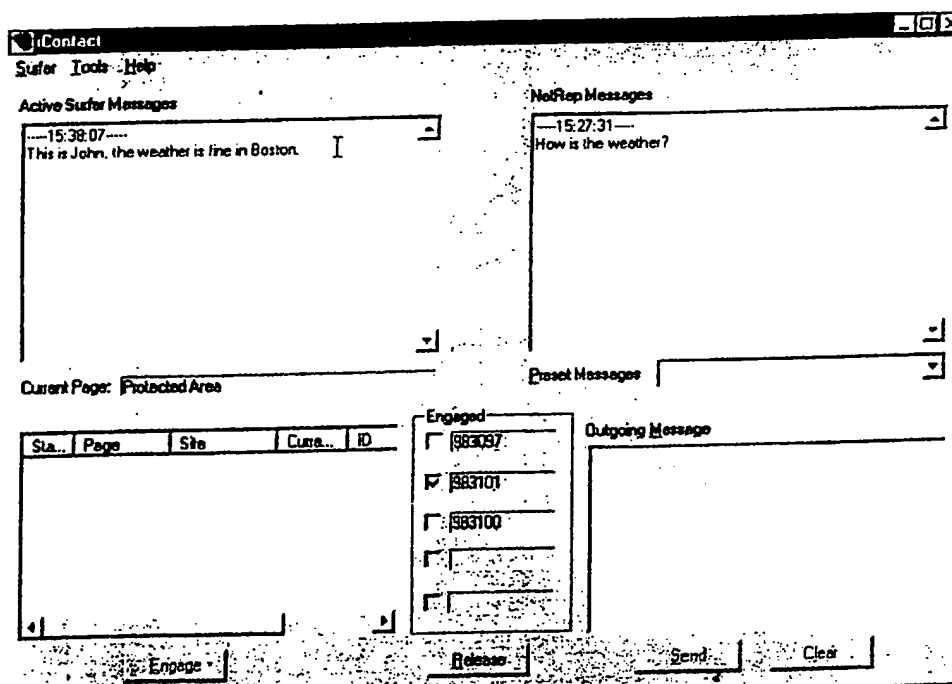 iContact
Surfer Tools Help
Active Surfer Messages
----15:38:07-----
This is John, the weather is fine in Boston.
NetRep Messages
----15:27:31----
How is the weather?
Current Page: Protected Area
Preset Messages
Sta... Page Site Curre... ID
Engaged
983097
983101
983100
Outgoing Message
Engage
Release
Send
Clear